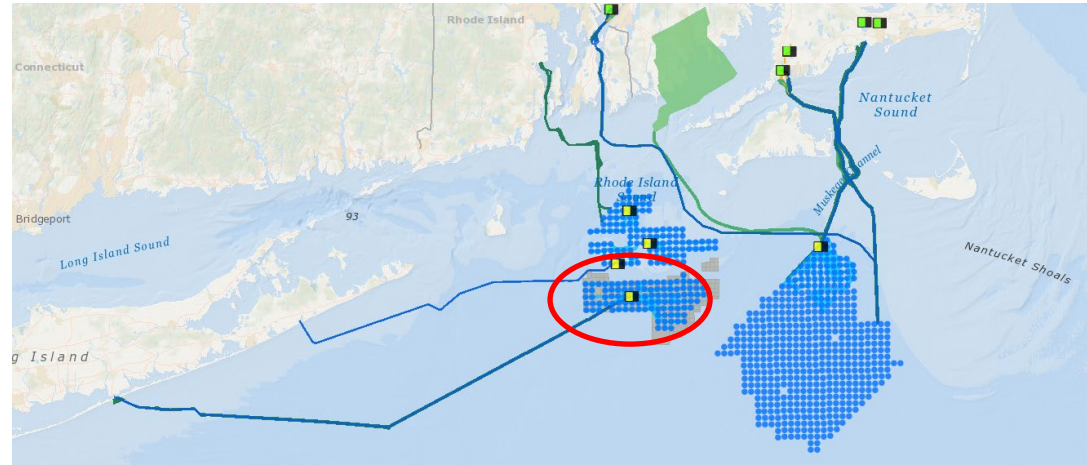 Rhode Island
Connecticut
Nantucket
Sound
Rhode Island
Sound
Muskeget Channel
Bridgeport
93
Long Island Sound
Nantucket Shoals
g Island